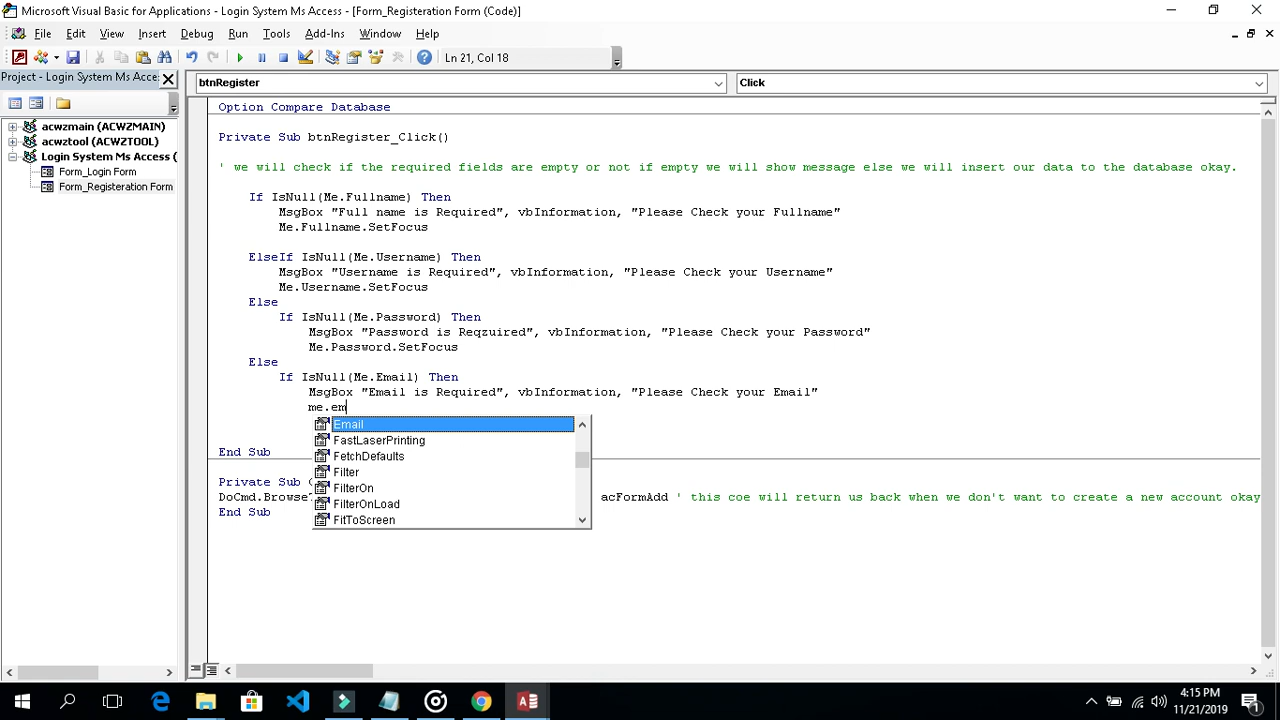 Microsoft Visual Basic for Applications - Login System Ms Access - [Form_Registeration Form (Code)]
File Edit View Insert Debug Run Tools Add-Ins Window Help
Ln 21, Col 18
Project - Login System Ms Acce
btnRegister
Click
acwzmain (ACWZMAIN)
acwztool (ACWZTOOL)
Login System Ms Access (
Form_Login Form
Form_Registeration Form
Option Compare Database
Private Sub btnRegister_Click()
' we will check if the required fields are empty or not if empty we will show message else we will insert our data to the database okay.
If IsNull(Me.Fullname) Then
MsgBox "Full name is Required", vbInformation, "Please Check your Fullname"
Me.Fullname.SetFocus
ElseIf IsNull(Me.Username) Then
MsgBox "Username is Required", vbInformation, "Please Check your Username"
Me.Username.SetFocus
Else
If IsNull(Me.Password) Then
MsgBox "Password is Reqzuired", vbInformation, "Please Check your Password"
Me.Password.SetFocus
Else
If IsNull(Me.Email) Then
MsgBox "Email is Required", vbInformation, "Please Check your Email"
me.em
Email
FastLaserPrinting
FetchDefaults
Filter
FilterOn
FilterOnLoad
FitToScreen
End Sub
Private Sub
DoCmd.Browse acFormAdd ' this coe will return us back when we don't want to create a new account okay
End Sub
4:15 PM
11/21/2019